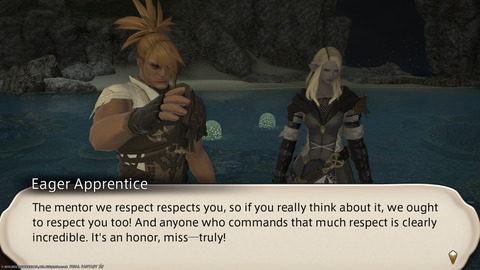 Eager Apprentice
The mentor we respect respects you, so if you really think about it, we ought
to respect you too! And anyone who commands that much respect is clearly
incredible. It's an honor, miss—truly!